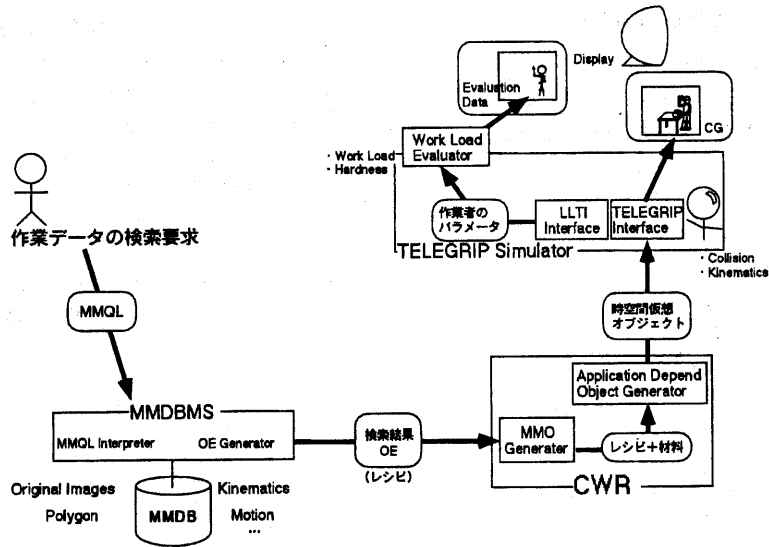 Display
Evaluation
Data
CG
Work Load
Evaluator
・Work Load
・Hardness
作業者の
パラメータ
LLTI
Interface
TELEGRIP
Interface
TELEGRIP Simulator
・Collision
・Kinematics
作業データの検索要求
MMQL
時空間仮想
オブジェクト
Application Depend
Object Generator
MMDBMS
MMQL Interpreter
OE Generator
検索結果
OE
(レシピ)
MMO
Generater
レシピ+材料
CWR
Original Images
Polygon
MMDB
Kinematics
Motion
...